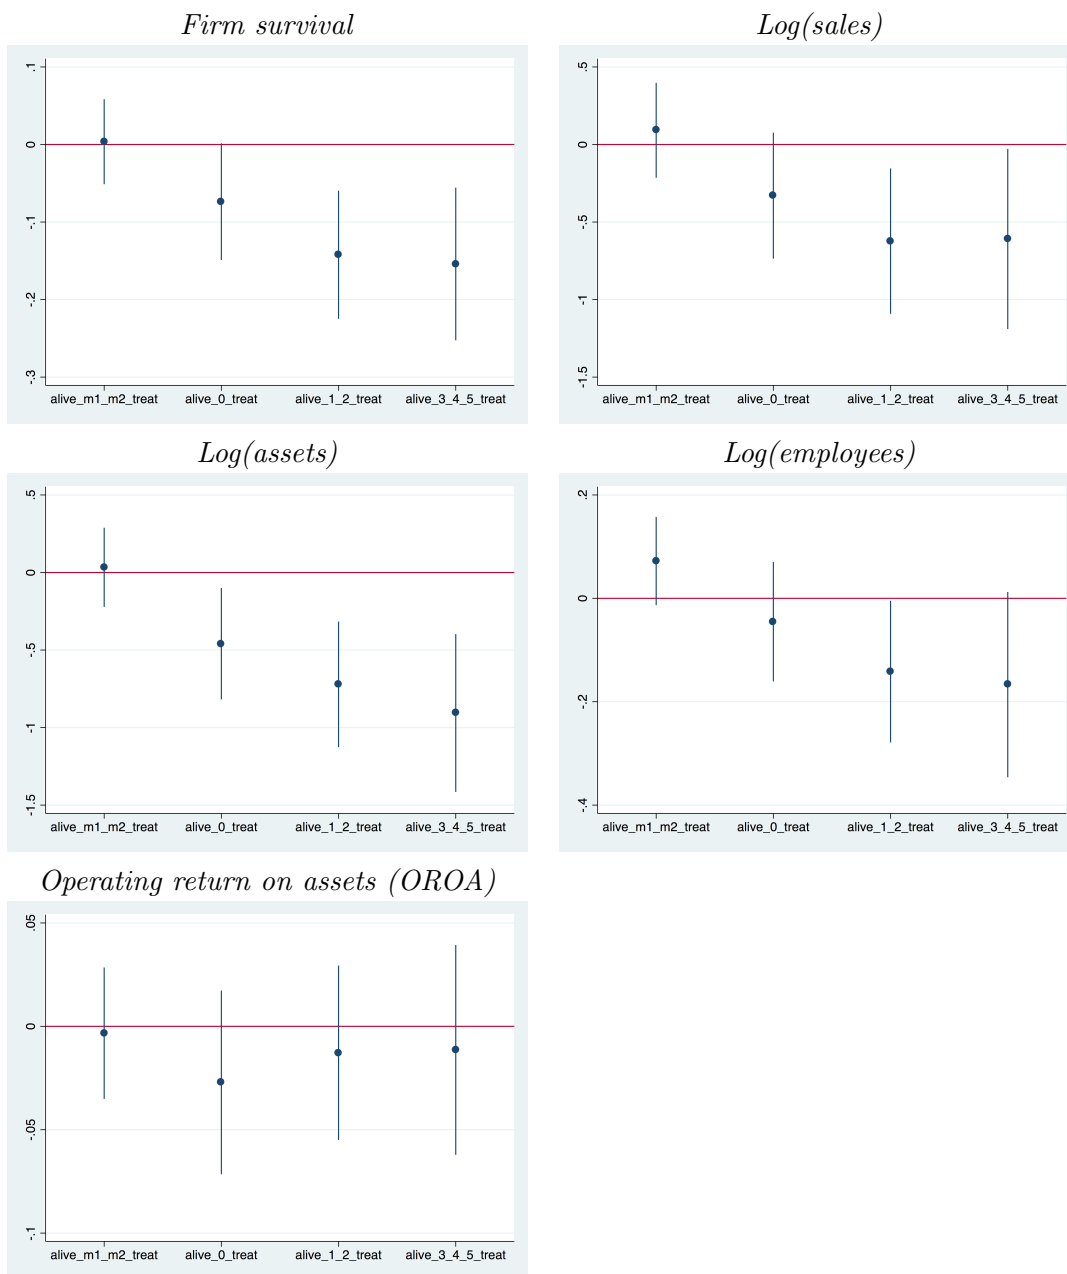 Firm survival
.1
0
-.1
-.2
-.3
alive_m1_m2_treat alive_0_treat alive_1_2_treat alive_3_4_5_treat
Log(sales)
.5
0
-.5
-1
-1.5
alive_m1_m2_treat alive_0_treat alive_1_2_treat alive_3_4_5_treat
Log(assets)
.5
0
-.5
-1
-1.5
alive_m1_m2_treat alive_0_treat alive_1_2_treat alive_3_4_5_treat
Log(employees)
.2
0
-.2
-.4
alive_m1_m2_treat alive_0_treat alive_1_2_treat alive_3_4_5_treat
Operating return on assets (OROA)
.05
0
-.05
-.1
alive_m1_m2_treat alive_0_treat alive_1_2_treat alive_3_4_5_treat